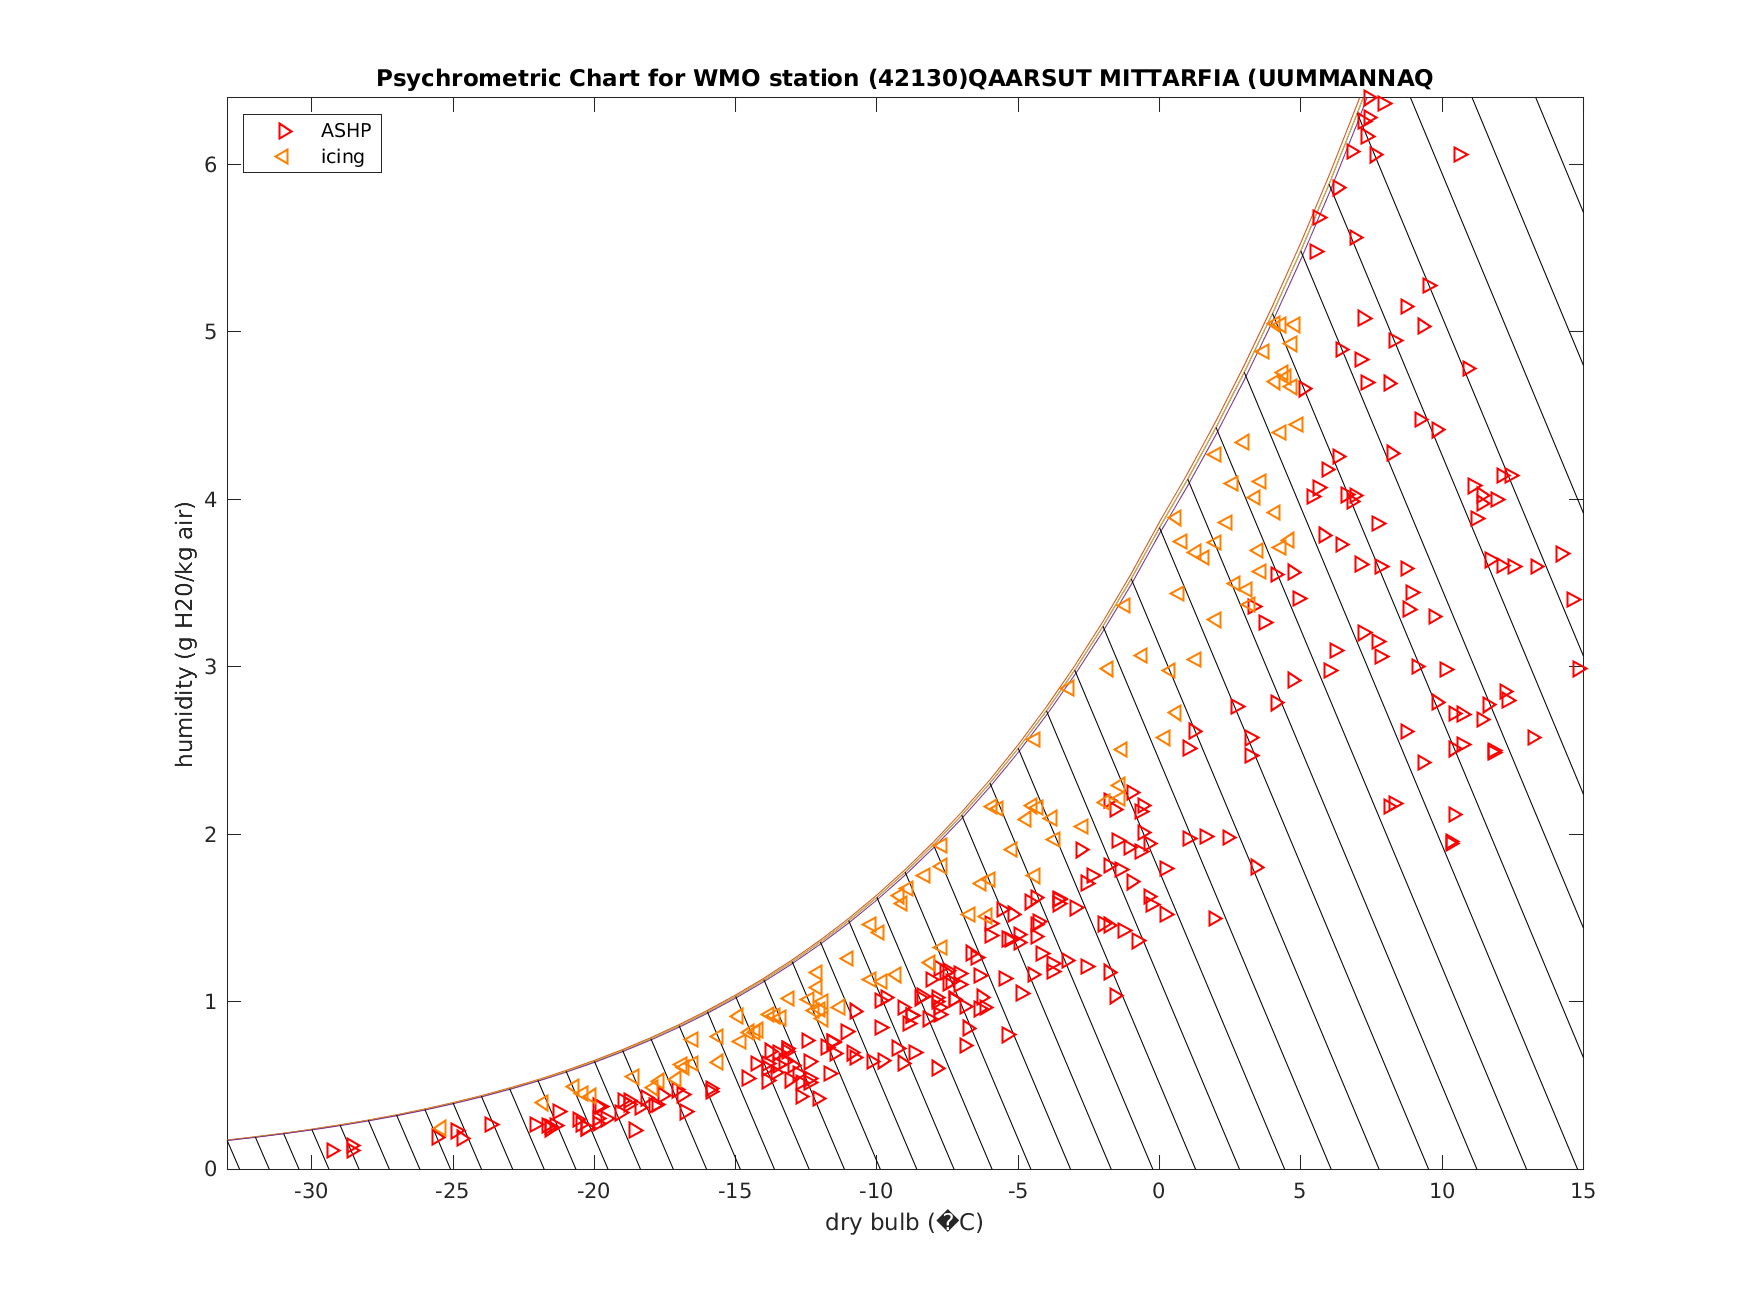 Psychrometric Chart for WMO station (42130)QAARSUT MITTARFIA (UUMMANNAQ
ASHP
icing
humidity (g H20/kg air)
6
5
4
3
2
1
0
-30 -25 -20 -15 -10 -5 0 5 10 15
dry bulb (�C)